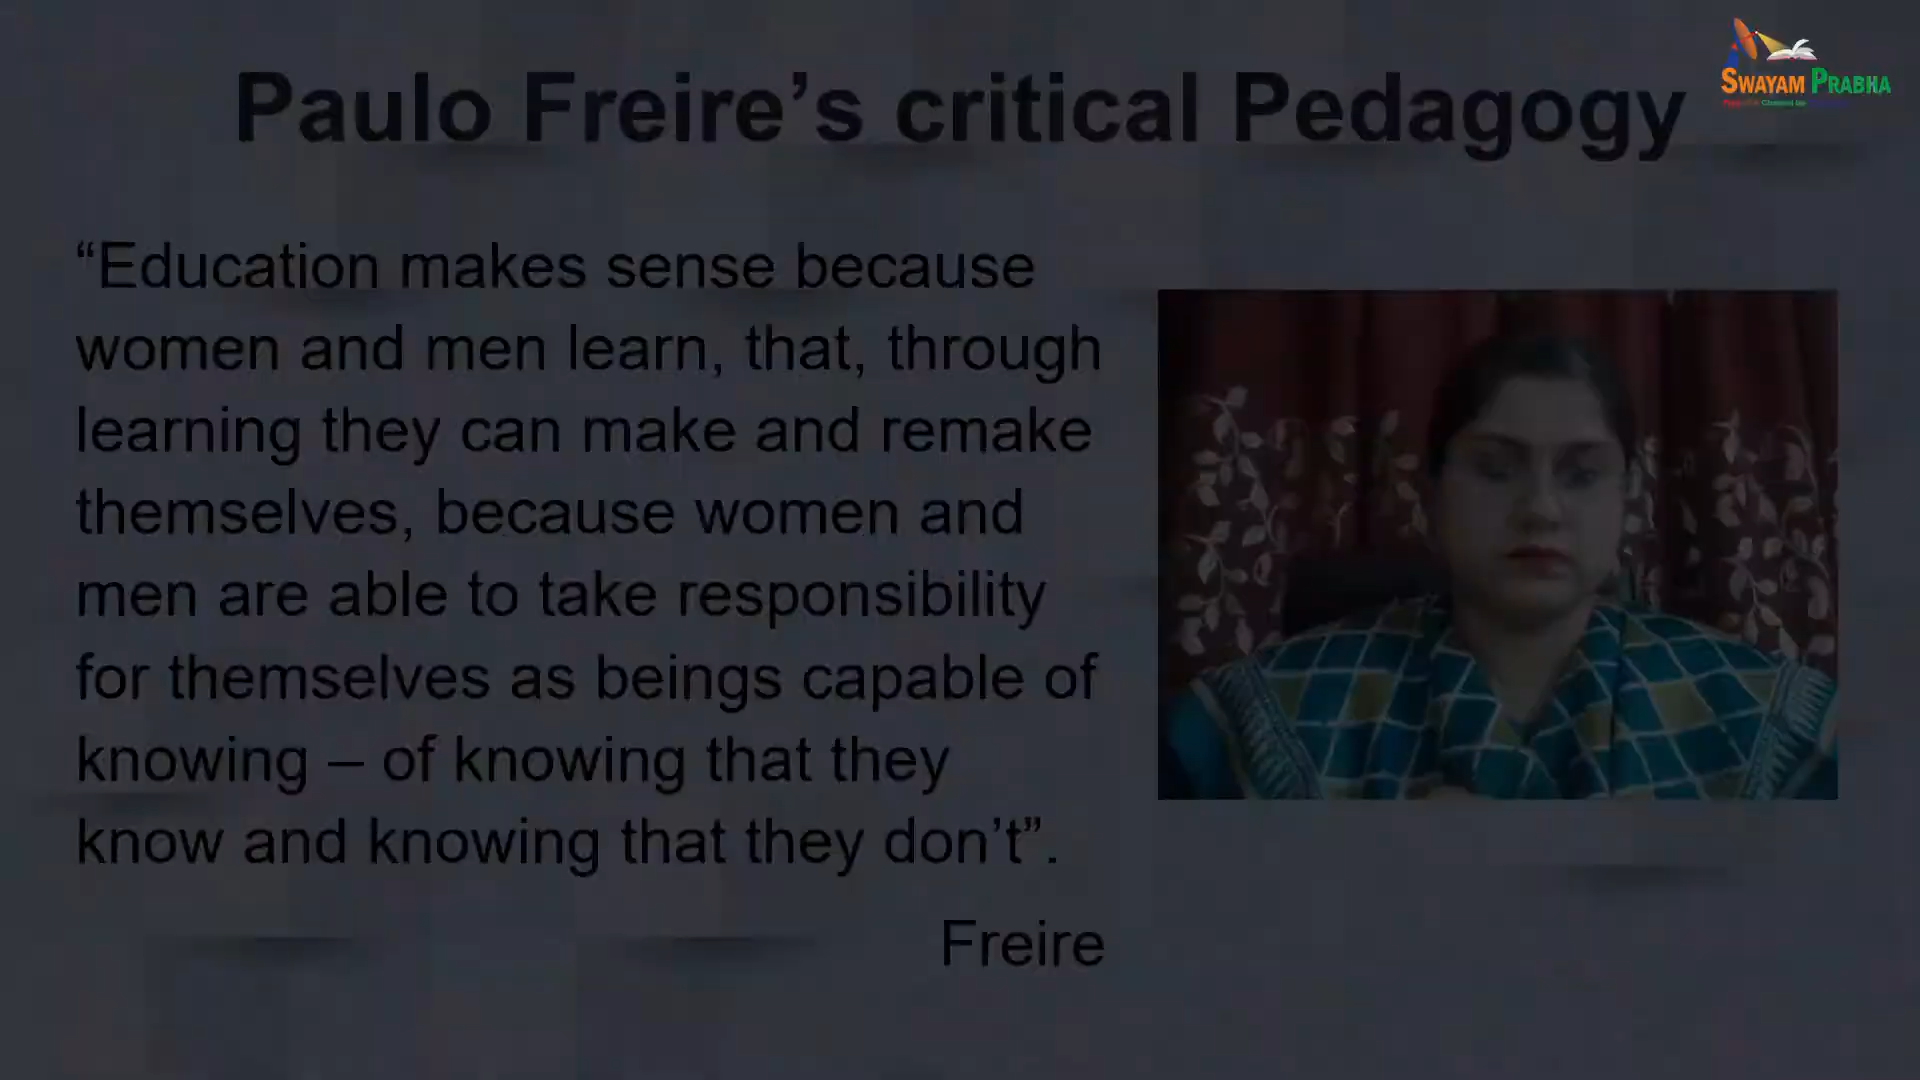 SWAYAM PRABHA
Paulo Freire’s critical Pedagogy
“Education makes sense because
women and men learn, that, through
learning they can make and remake
themselves, because women and
men are able to take responsibility
for themselves as beings capable of
knowing – of knowing that they
know and knowing that they don’t”.
Freire